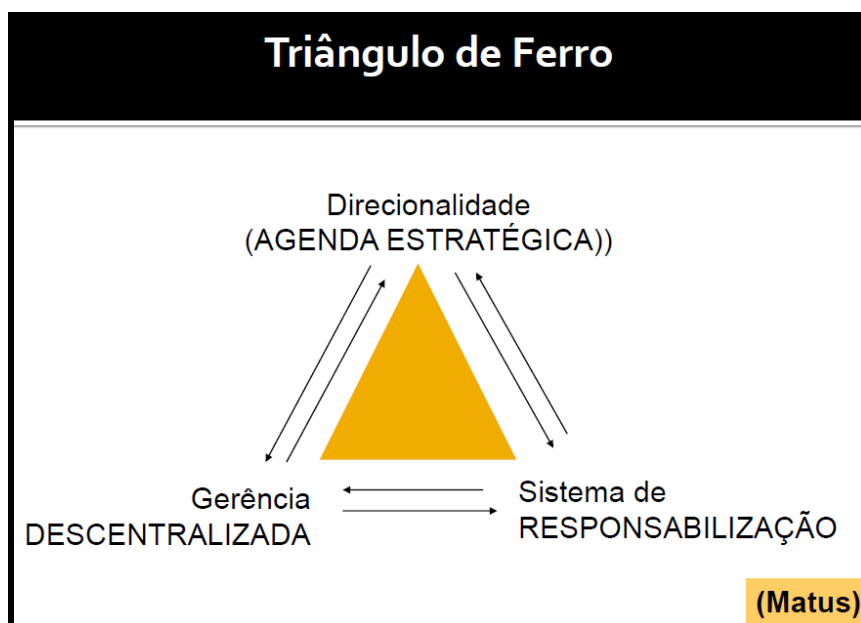 Triângulo de Ferro
Direcionalidade
(AGENDA ESTRATÉGICA))
Gerência
DESCENTRALIZADA
Sistema de
RESPONSABILIZAÇÃO
(Matus)